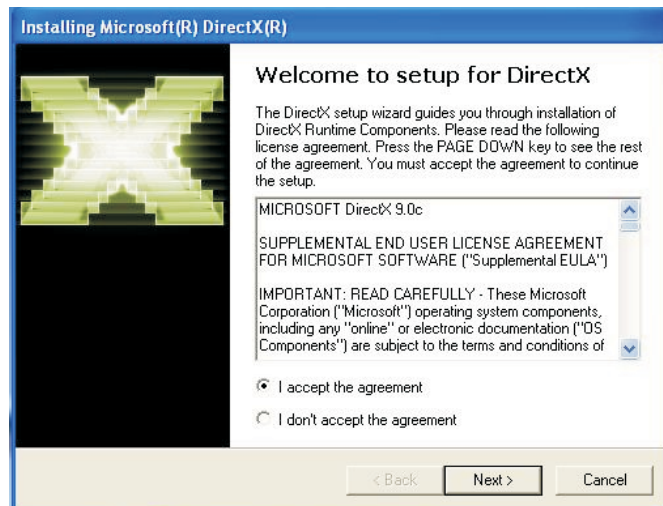 Installing Microsoft(R) DirectX(R)
Welcome to setup for DirectX
The DirectX setup wizard guides you through installation of
DirectX Runtime Components. Please read the following
license agreement. Press the PAGE DOWN key to see the rest
of the agreement. You must accept the agreement to continue
the setup.
MICROSOFT DirectX 9.0c
SUPPLEMENTAL END USER LICENSE AGREEMENT
FOR MICROSOFT SOFTWARE ("Supplemental EULA")
IMPORTANT: READ CAREFULLY - These Microsoft
Corporation ("Microsoft") operating system components,
including any "online" or electronic documentation ("OS
Components") are subject to the terms and conditions of
I accept the agreement
I don't accept the agreement
< Back
Next >
Cancel